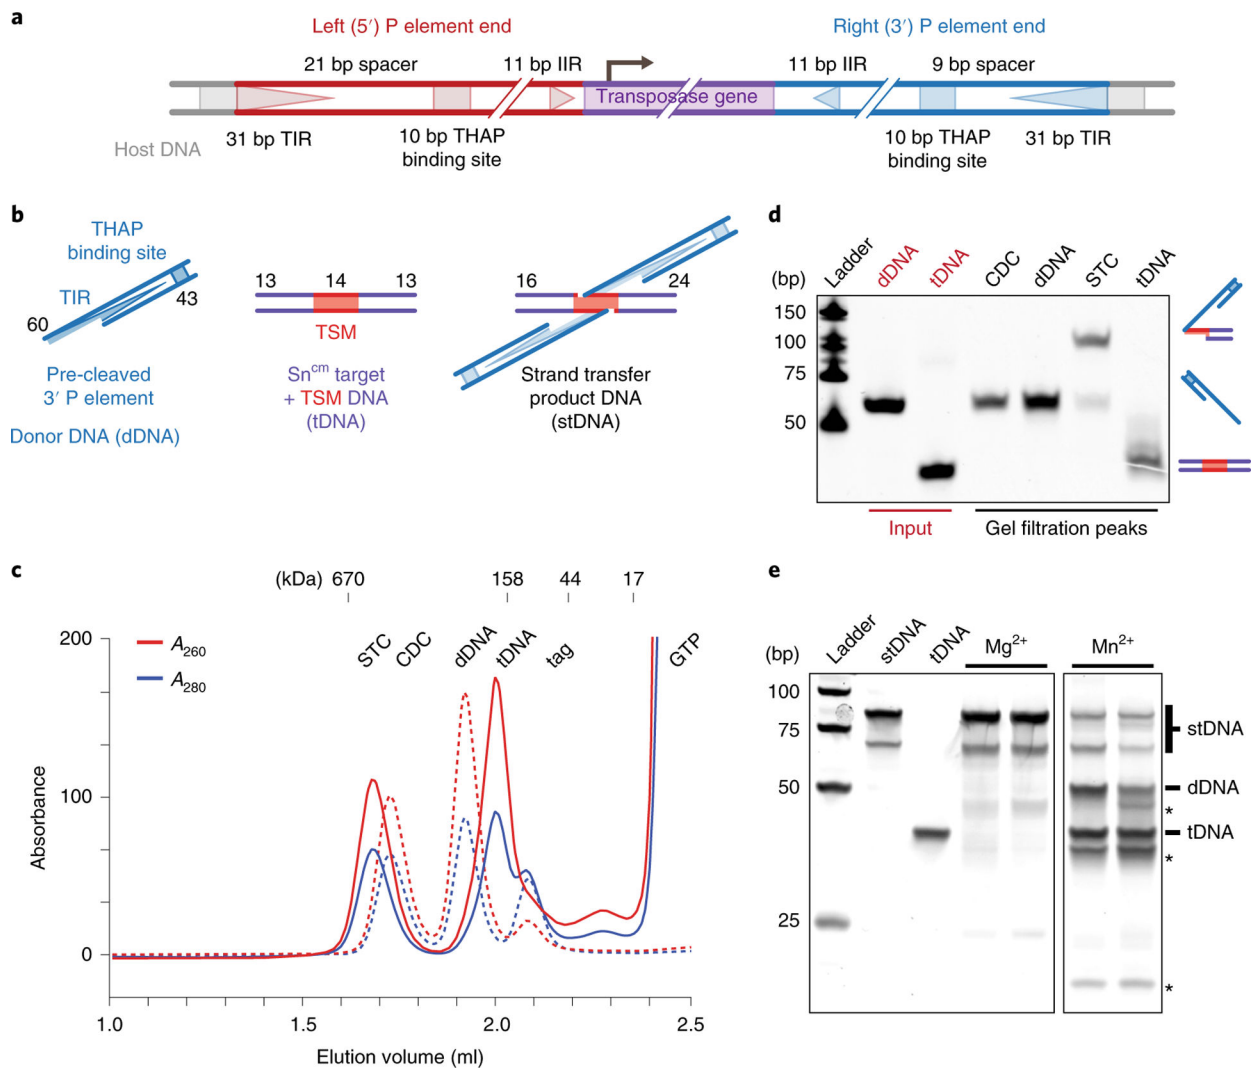 a
Left (5′) P element end
Right (3′) P element end
21 bp spacer
11 bp IIR
11 bp IIR
9 bp spacer
Transposase gene
Host DNA
31 bp TIR
10 bp THAP
binding site
10 bp THAP
binding site
31 bp TIR
b
THAP
binding site
TIR
43
60
Pre-cleaved
3′ P element
Donor DNA (dDNA)
13
14
13
TSM
Sn^cm target
+ TSM DNA
(tDNA)
16
24
Strand transfer
product DNA
(stDNA)
c
(kDa)
670
158
44
17
A260
A280
STC
CDC
dDNA
tDNA
tag
GTP
200
100
0
Absorbance
1.0
1.5
2.0
2.5
Elution volume (ml)
d
(bp)
Ladder
dDNA
tDNA
CDC
dDNA
STC
tDNA
150
100
75
50
Input
Gel filtration peaks
e
(bp)
Ladder
stDNA
tDNA
Mg2+
Mn2+
100
75
50
25
stDNA
dDNA
*
tDNA
*
*